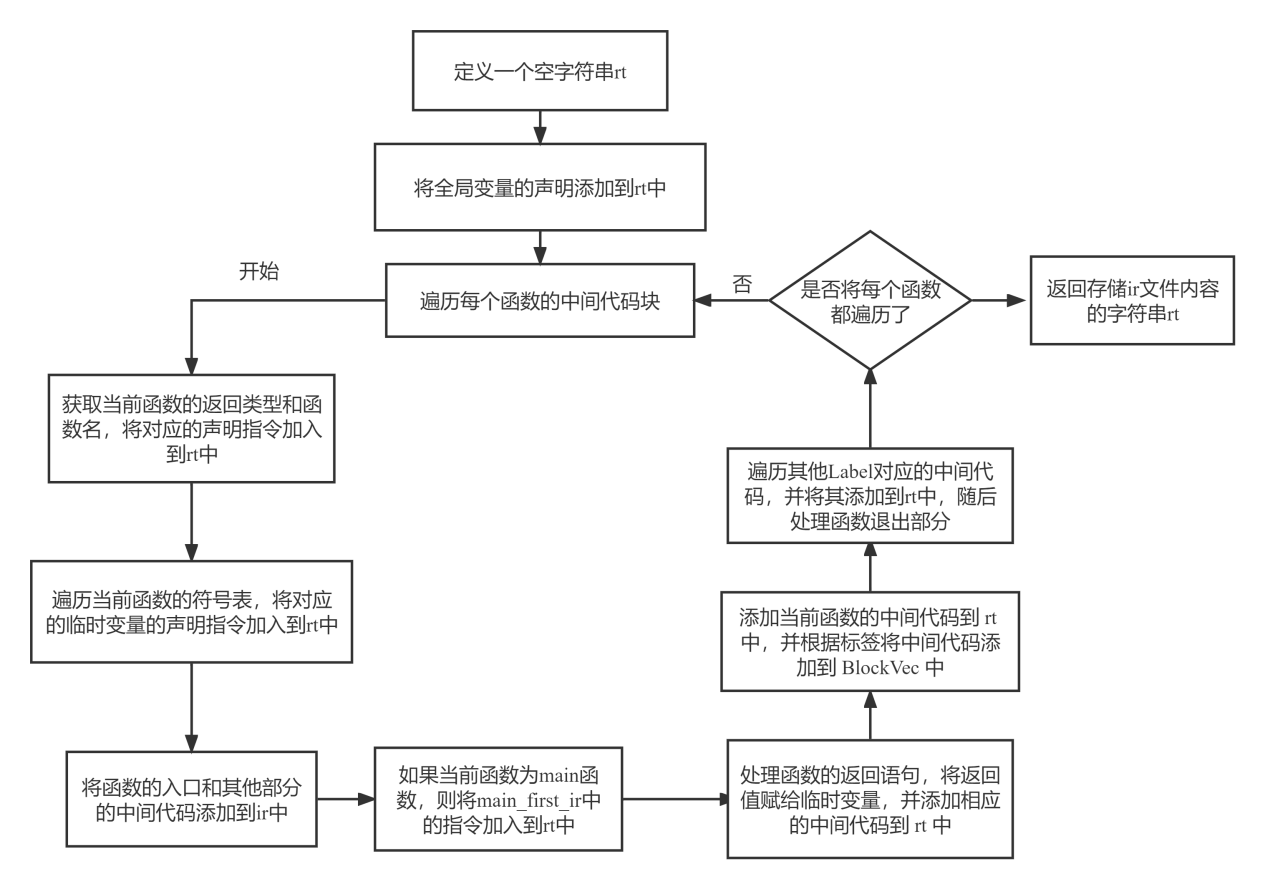 定义一个空字符串rt
将全局变量的声明添加到rt中
遍历每个函数的中间代码块
开始
获取当前函数的返回类型和函
数名，将对应的声明指令加入
到rt中
遍历当前函数的符号表，将对应
的临时变量的声明指令加入到rt中
将函数的入口和其他部分
的中间代码添加到ir中
如果当前函数为main函
数，则将main_first_ir中
的指令加入到rt中
处理函数的返回语句，将返回
值赋给临时变量，并添加相应
的中间代码到 rt 中
添加当前函数的中间代码到 rt
中，并根据标签将中间代码添
加到 BlockVec 中
遍历其他Label对应的中间代
码，并将其添加到rt中，随后
处理函数退出部分
是否将每个函数
都遍历了
否
返回存储ir文件内容
的字符串rt